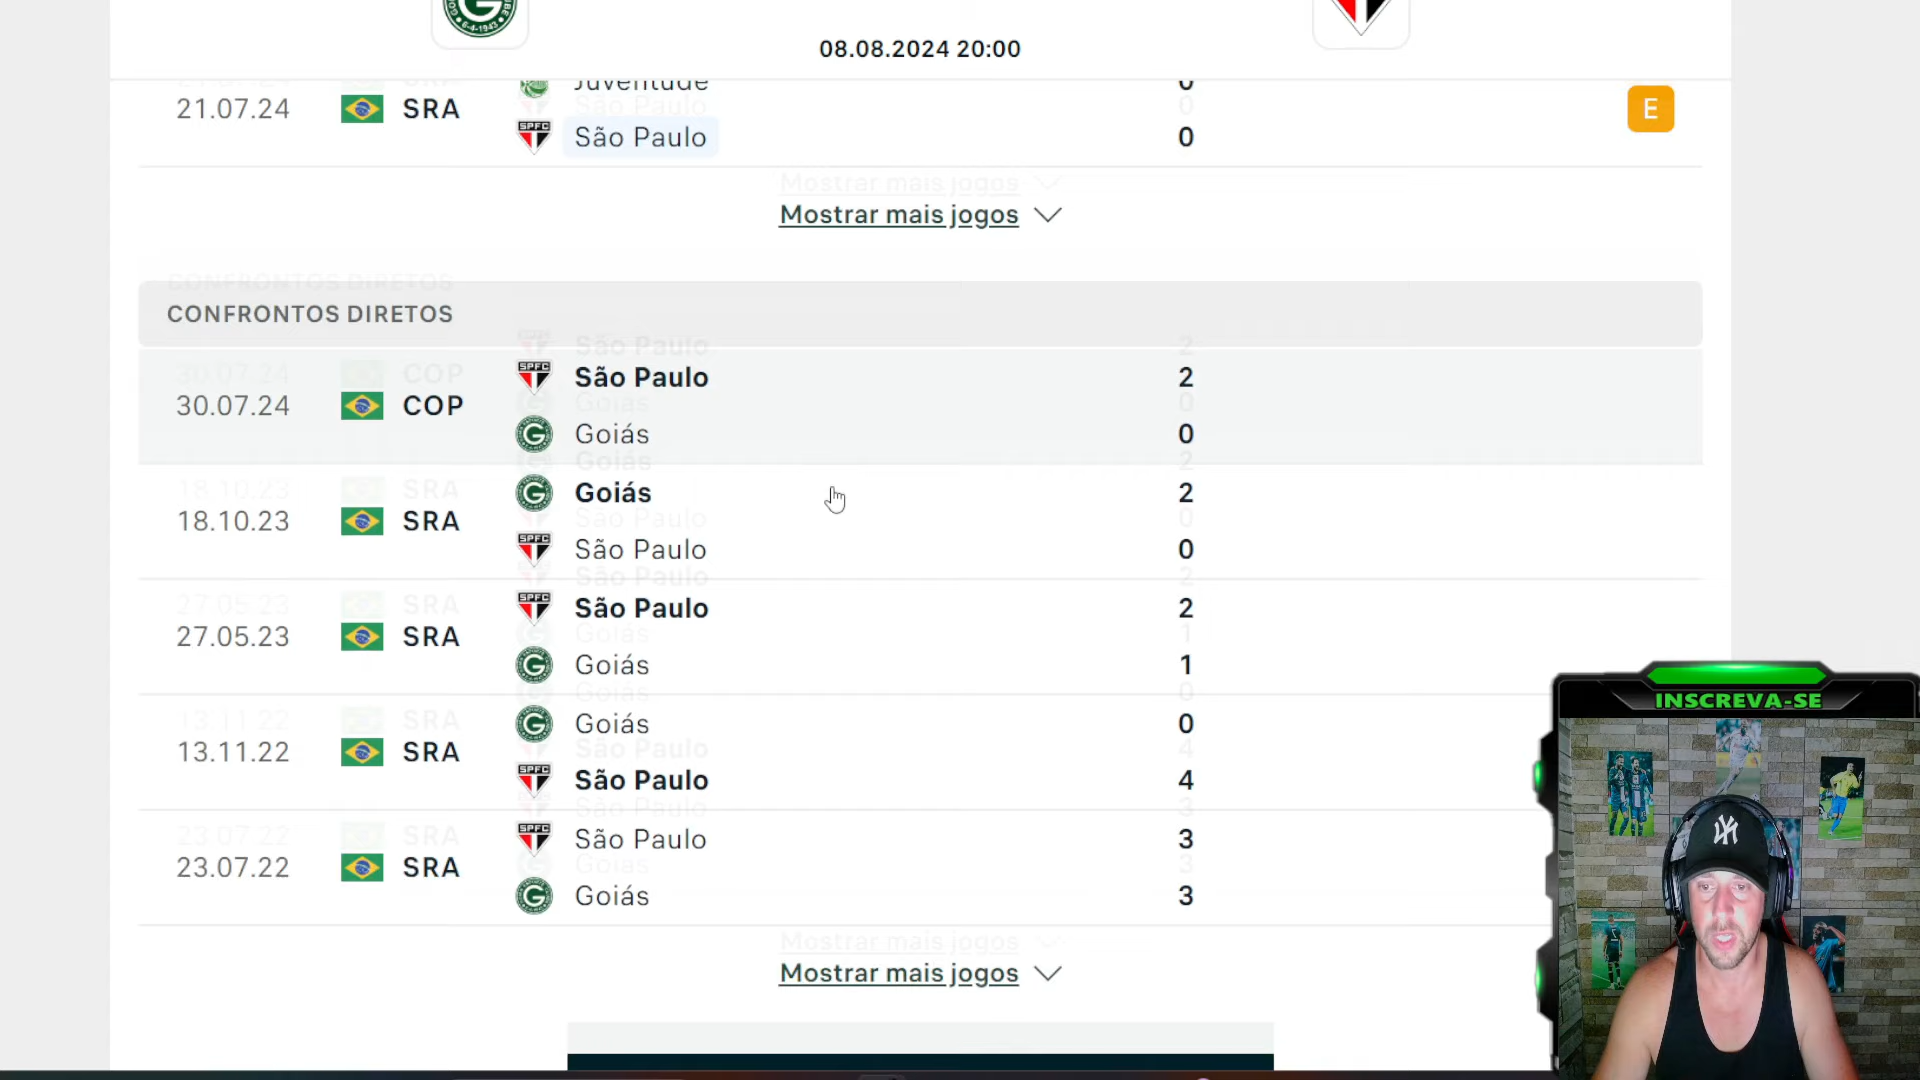 08.08.2024 20:00
Juventude 0
21.07.24 SRA E
São Paulo 0
Mostrar mais jogos
CONFRONTOS DIRETOS
São Paulo 2
30.07.24 COP
Goiás 0
Goiás 2
18.10.23 SRA
São Paulo 0
São Paulo 2
27.05.23 SRA
Goiás 1
Goiás 0
13.11.22 SRA
São Paulo 4
São Paulo 3
23.07.22 SRA
Goiás 3
Mostrar mais jogos
INSCREVA-SE